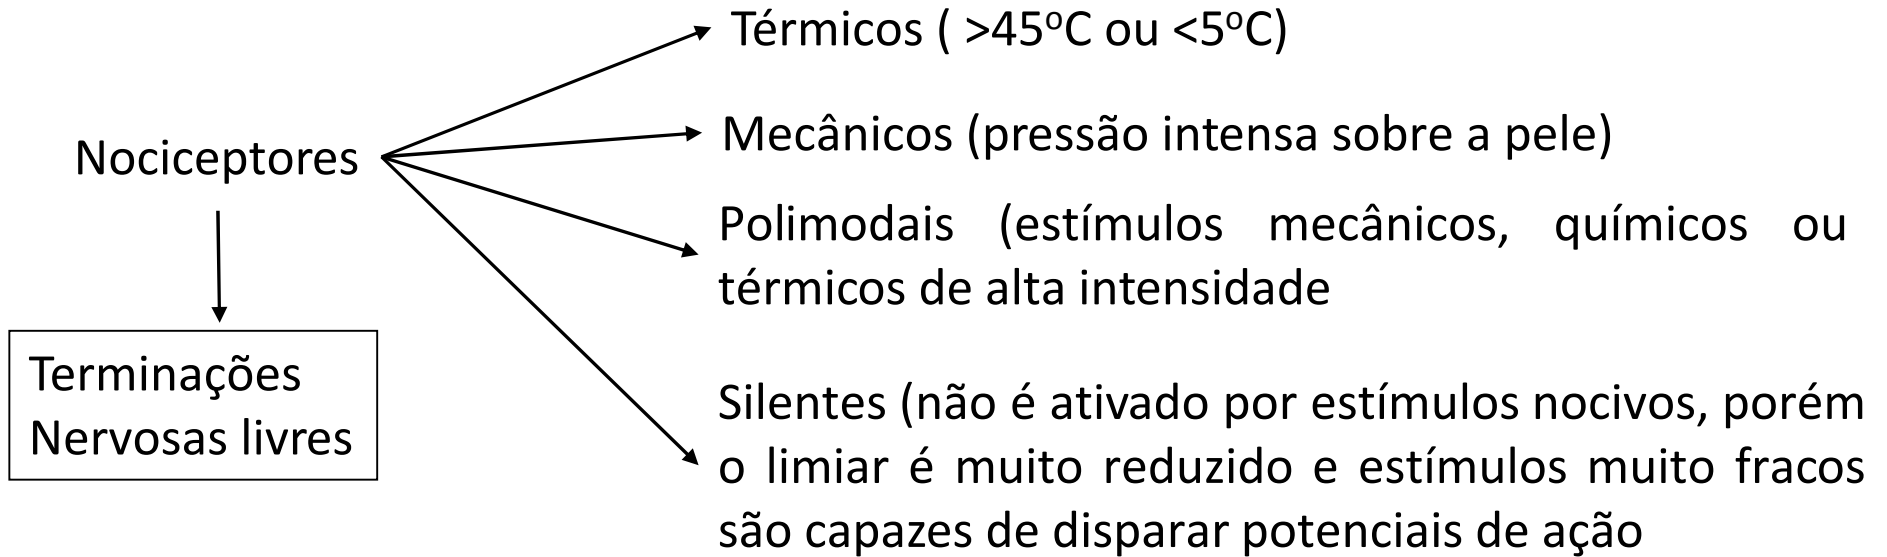 Térmicos ( >45ºC ou <5ºC)
Mecânicos (pressão intensa sobre a pele)
Nociceptores
Polimodais (estímulos mecânicos, químicos ou
térmicos de alta intensidade
Terminações
Nervosas livres
Silentes (não é ativado por estímulos nocivos, porém
o limiar é muito reduzido e estímulos muito fracos
são capazes de disparar potenciais de ação